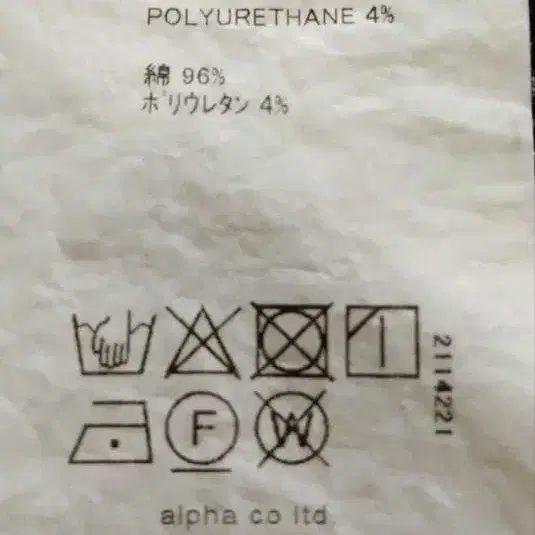 POLYURETHANE 4%
綿 96%
ポリウレタン 4%
2114221
F
W
alpha co ltd.